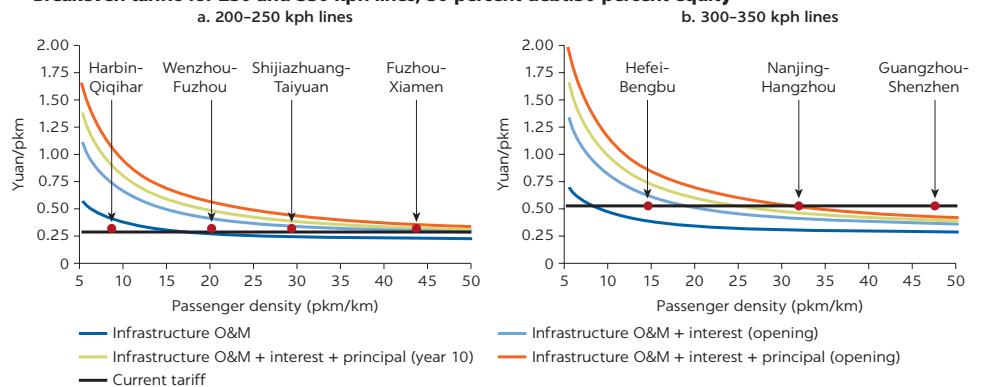 Breakeven tariffs for 250 and 350 kph lines, 50 percent debt:50 percent equity
a. 200–250 kph lines
Yuan/pkm
2.00
1.75
1.50
1.25
1.00
0.75
0.50
0.25
0
Harbin-
Qiqihar
Wenzhou-
Fuzhou
Shijiazhuang-
Taiyuan
Fuzhou-
Xiamen
5 10 15 20 25 30 35 40 45 50
Passenger density (pkm/km)
b. 300–350 kph lines
Yuan/pkm
2.00
1.75
1.50
1.25
1.00
0.75
0.50
0.25
0
Hefei-
Bengbu
Nanjing-
Hangzhou
Guangzhou-
Shenzhen
5 10 15 20 25 30 35 40 45 50
Passenger density (pkm/km)
Infrastructure O&M
Infrastructure O&M + interest (opening)
Infrastructure O&M + interest + principal (year 10)
Infrastructure O&M + interest + principal (opening)
Current tariff